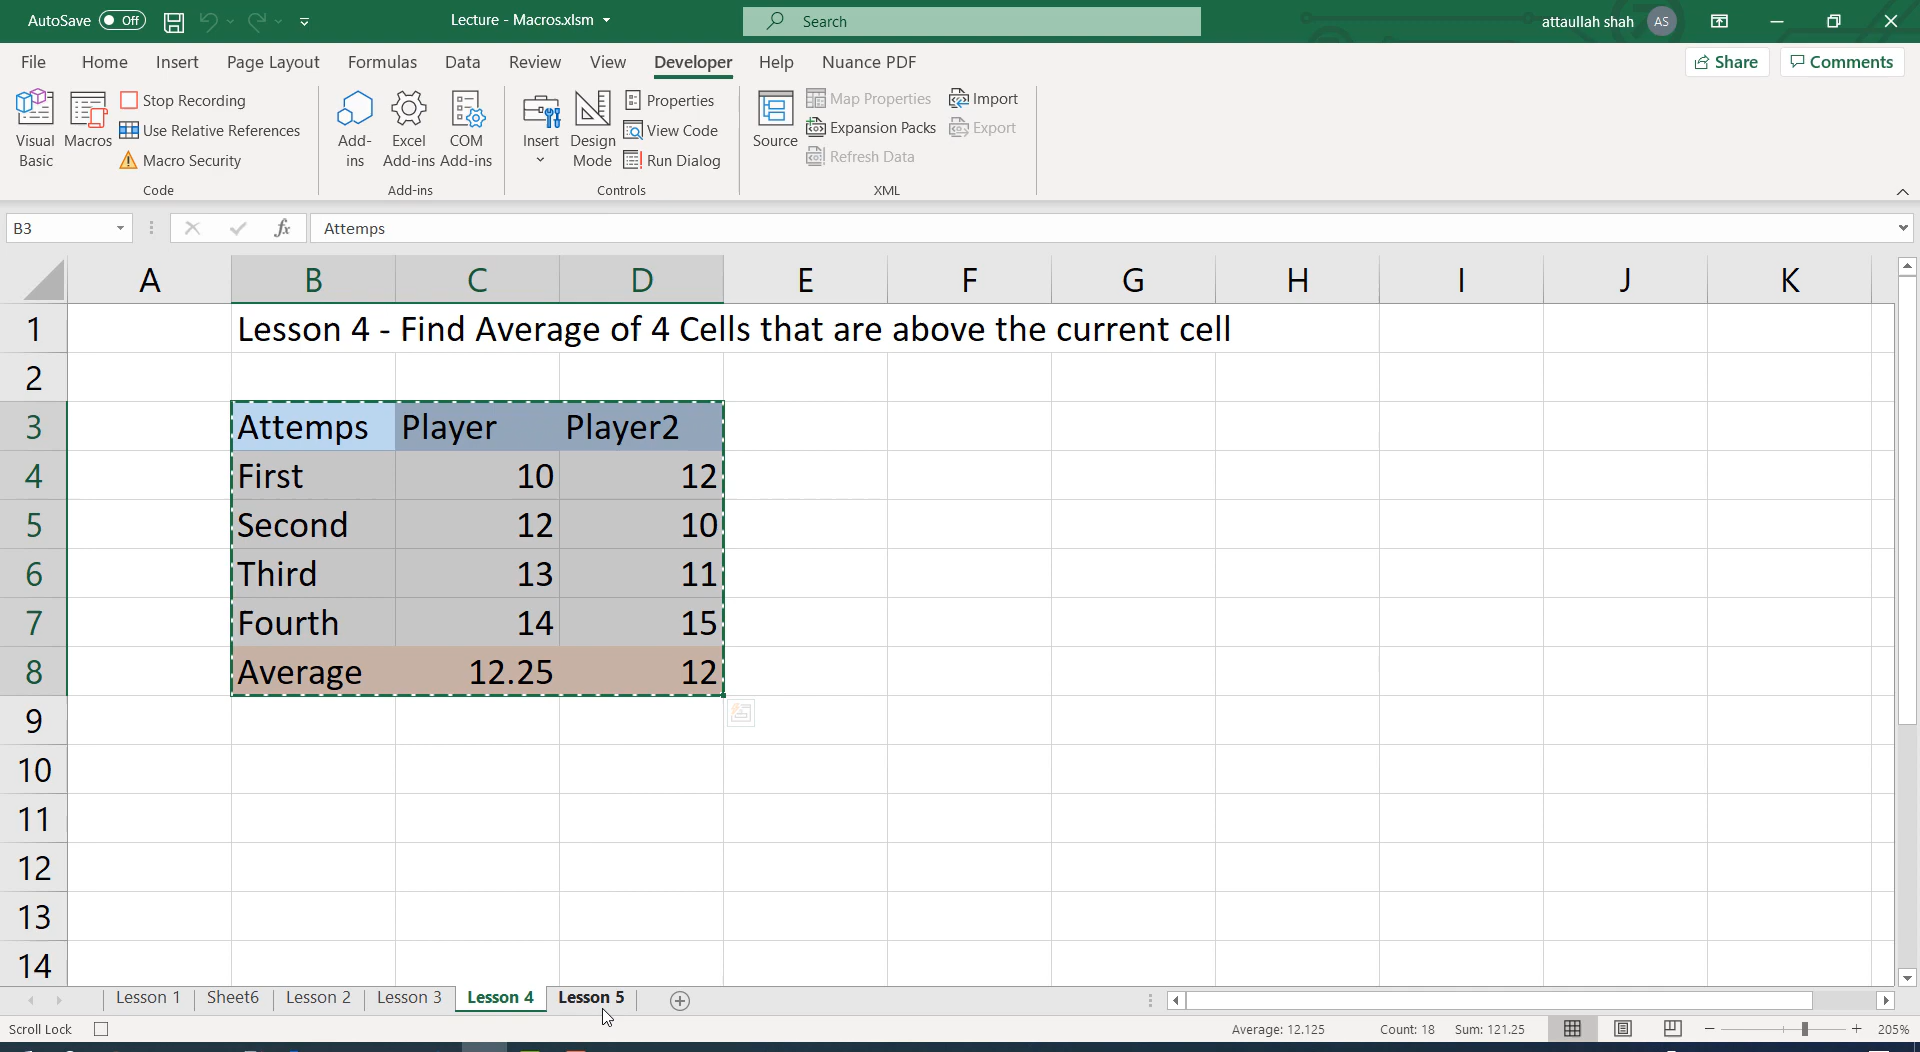 AutoSave Off Lecture - Macros.xlsm Search attaullah shah AS
File Home Insert Page Layout Formulas Data Review View Developer Help Nuance PDF Share Comments
Visual Basic
Macros
Stop Recording
Use Relative References
Macro Security
Code
Add-ins
Excel Add-ins
COM Add-ins
Add-ins
Insert
Design Mode
Properties
View Code
Run Dialog
Controls
Source
Map Properties
Expansion Packs
Refresh Data
Import
Export
XML
B3 fx Attemps
A B C D E F G H I J K
1 Lesson 4 - Find Average of 4 Cells that are above the current cell
2
3 Attemps Player Player2
4 First 10 12
5 Second 12 10
6 Third 13 11
7 Fourth 14 15
8 Average 12.25 12
9
10
11
12
13
14
Lesson 1 Sheet6 Lesson 2 Lesson 3 Lesson 4 Lesson 5
Scroll Lock Average: 12.125 Count: 18 Sum: 121.25 205%